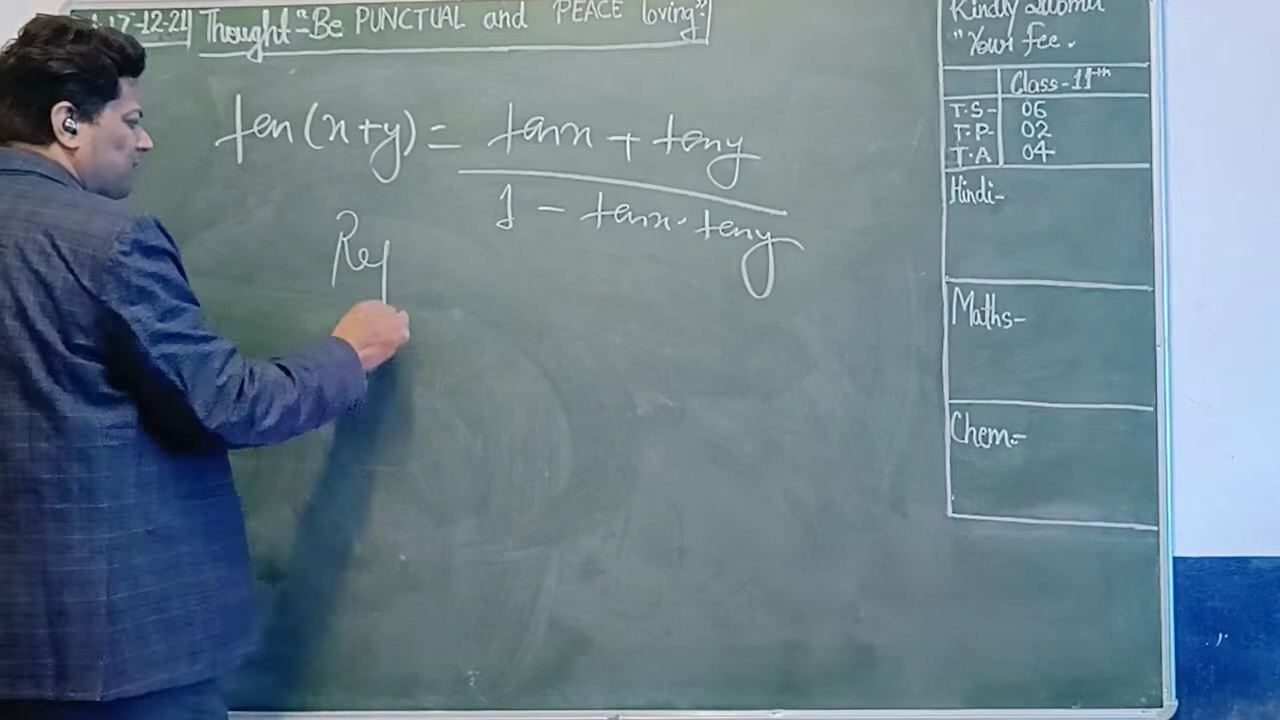 17-12-21 Thought-"Be PUNCTUAL and PEACE loving".
tan(x+y) = tanx + tany
1 - tanx·tany
Rep
Kindly Submit
"Your fee.
Class-11th
T.S- 06
T.P- 02
T.A 04
Hindi-
Maths-
Chem:-